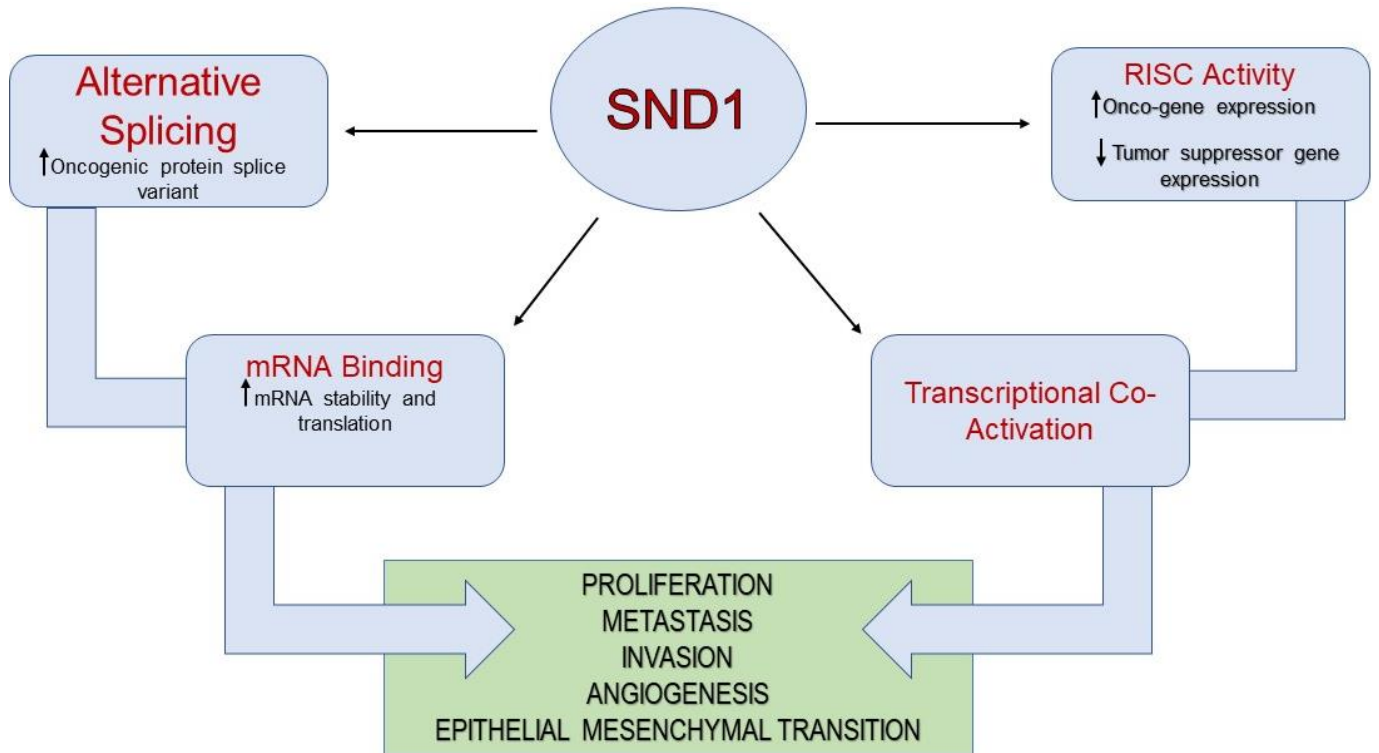 SND1
Alternative
Splicing
Oncogenic protein splice
variant
RISC Activity
Onco-gene expression
Tumor suppressor gene
expression
mRNA Binding
mRNA stability and
translation
Transcriptional Co-
Activation
PROLIFERATION
METASTASIS
INVASION
ANGIOGENESIS
EPITHELIAL MESENCHYMAL TRANSITION